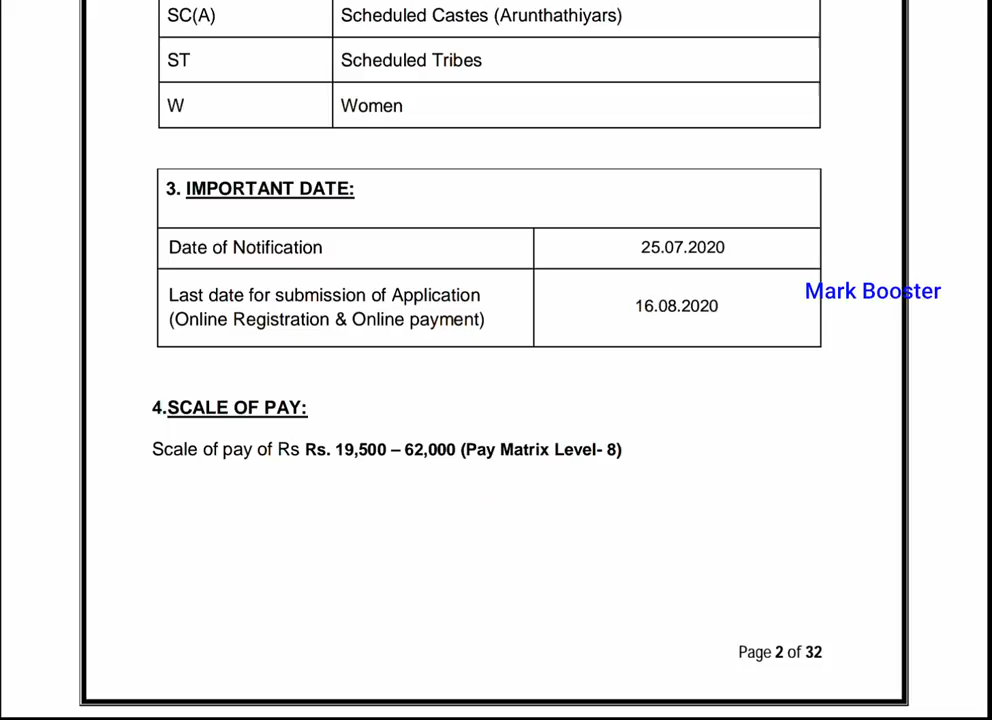 SC(A) Scheduled Castes (Arunthathiyars)
ST Scheduled Tribes
W Women
3. IMPORTANT DATE:
Date of Notification 25.07.2020
Last date for submission of Application
(Online Registration & Online payment) 16.08.2020
Mark Booster
4.SCALE OF PAY:
Scale of pay of Rs Rs. 19,500 – 62,000 (Pay Matrix Level- 8)
Page 2 of 32